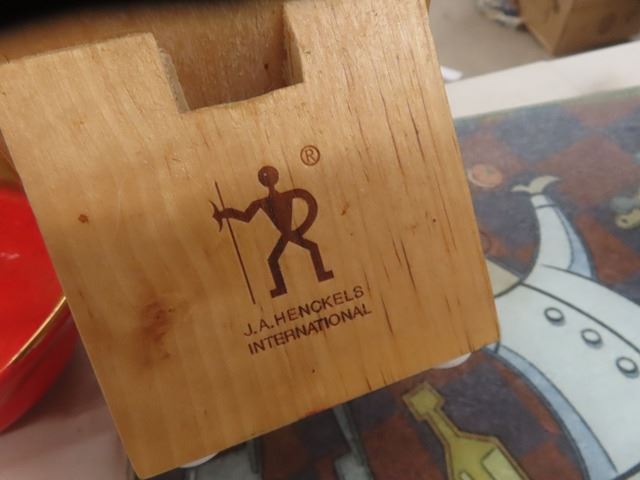 ®
J.A. HENCKELS
INTERNATIONAL